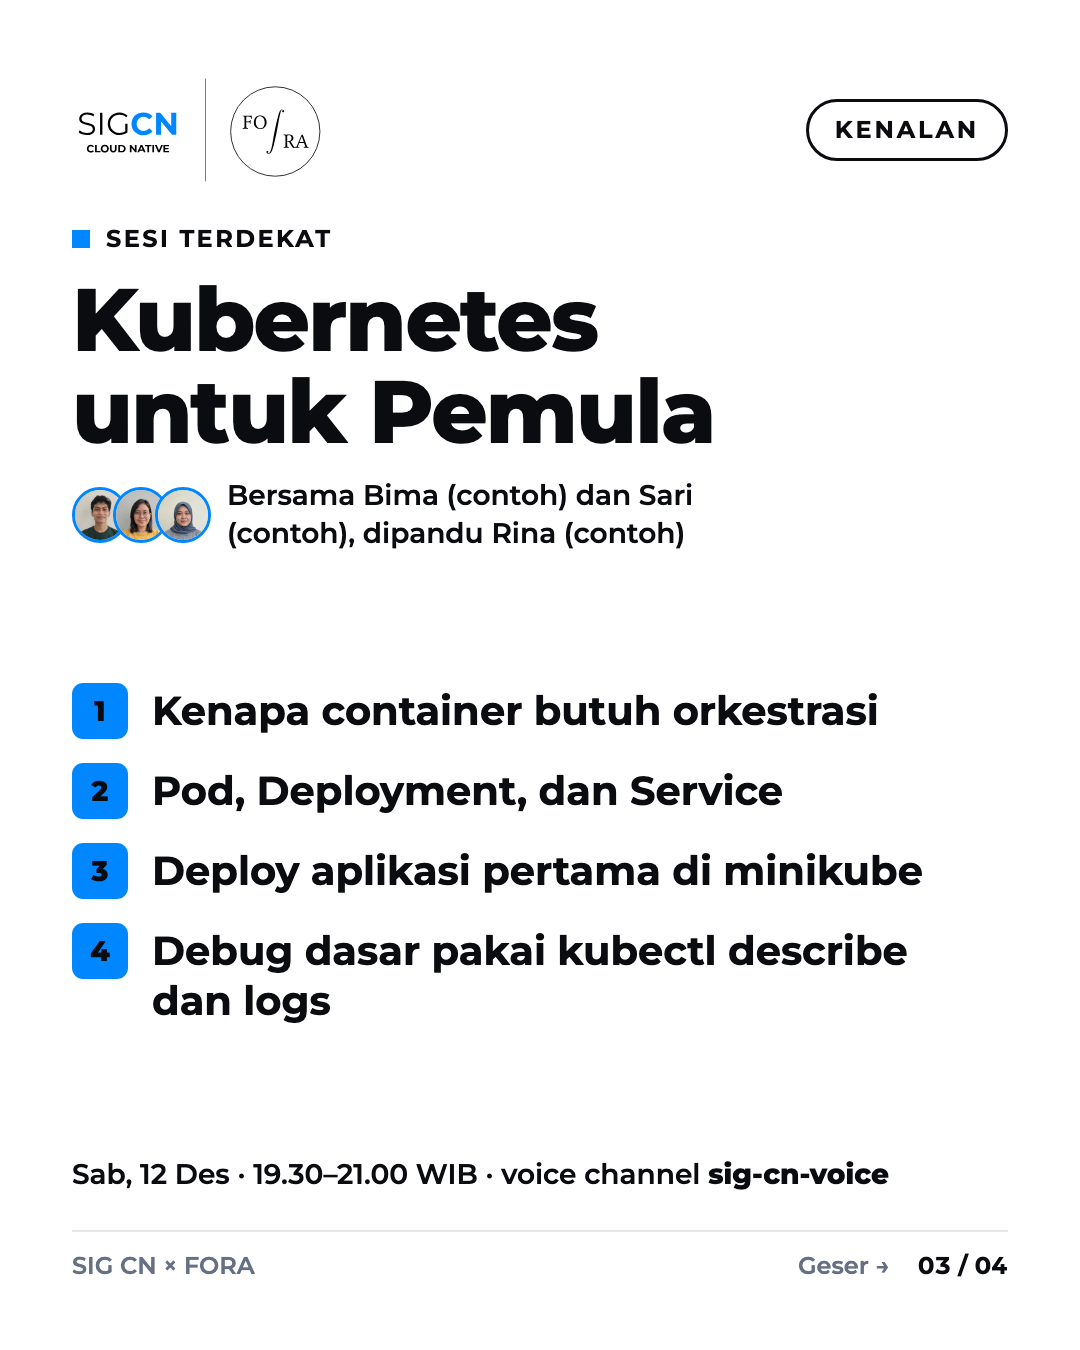 SIGCN
CLOUD NATIVE
FO
RA
KENALAN
SESI TERDEKAT
Kubernetes
untuk Pemula
Bersama Bima (contoh) dan Sari
(contoh), dipandu Rina (contoh)
1 Kenapa container butuh orkestrasi
2 Pod, Deployment, dan Service
3 Deploy aplikasi pertama di minikube
4 Debug dasar pakai kubectl describe
dan logs
Sab, 12 Des · 19.30–21.00 WIB · voice channel sig-cn-voice
SIG CN × FORA
Geser → 03 / 04